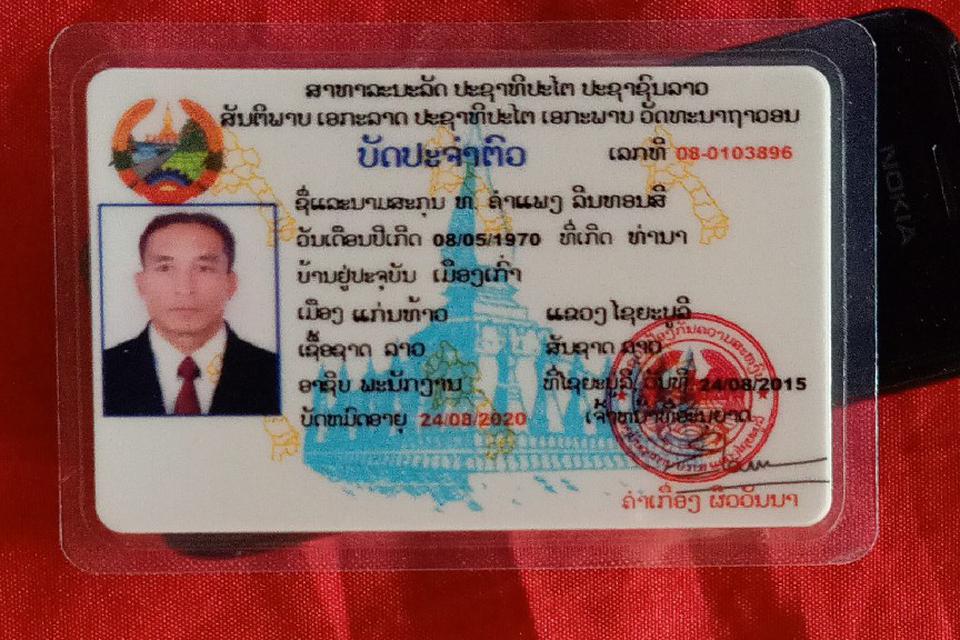 ສາທາລະນະລັດ ປະຊາທິປະໄຕ ປະຊາຊົນລາວ
ສັນຕິພາບ ເອກະລາດ ປະຊາທິປະໄຕ ເອກະພາບ ວັດທະນາຖາວອນ
ບັດປະຈຳຕົວ ເລກທີ 08-0103896
ຊື່ແລະນາມສະກຸນ ທ. ຄຳແພງ ລິນທອນສີ
ວັນເດືອນປີເກີດ 08/05/1970 ທີ່ເກີດ ທ່ານາ
ບ້ານຢູ່ປະຈຸບັນ ເມືອງເກົ່າ
ເມືອງ ແກ່ນທ້າວ ແຂວງ ໄຊຍະບູລີ
ເຊື້ອຊາດ ລາວ ສັນຊາດ ລາວ
ອາຊິບ ພະນັກງານ ທີ່ໄຊຍະບູລີ, ວັນທີ 24/08/2015
ບັດຫມົດອາຍຸ 24/08/2020 ເຈົ້າຫນ້າທີ່ອະນຸຍາດ
ຄຳເກື່ອງ ຜິວວັນນາ
NOKIA